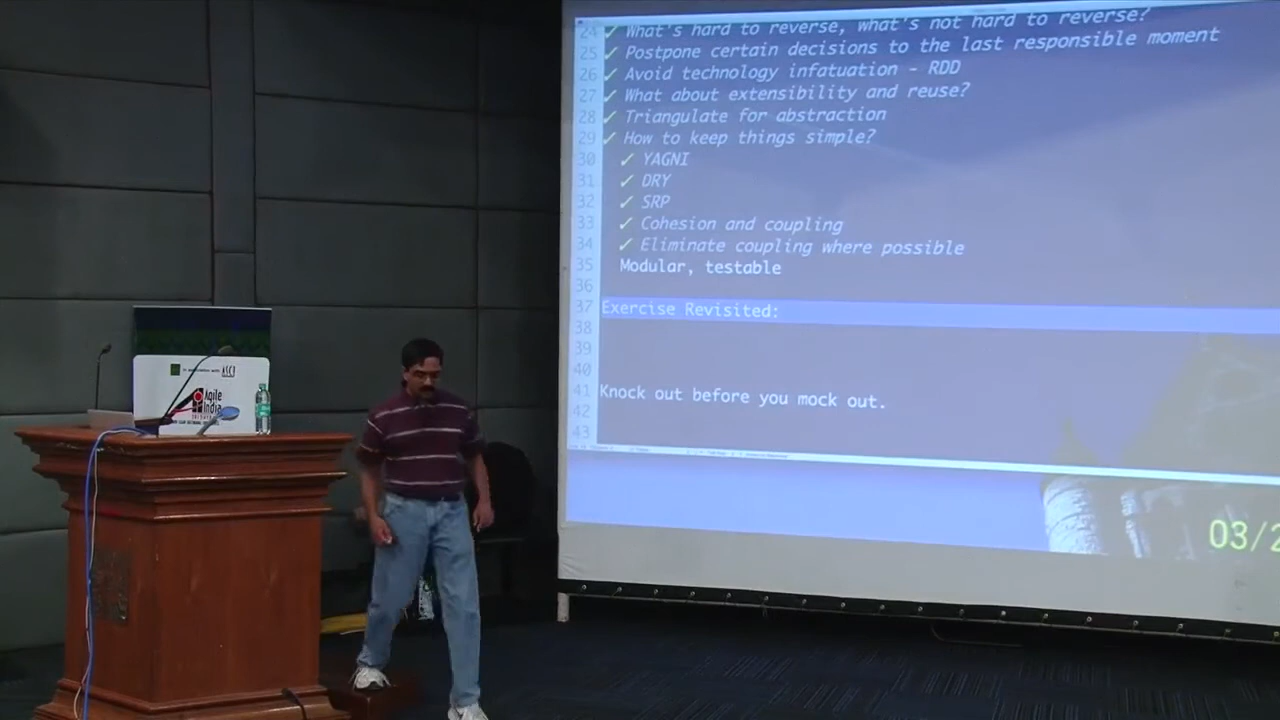 24 ✓ What's hard to reverse, what's not hard to reverse?
25 ✓ Postpone certain decisions to the last responsible moment
26 ✓ Avoid technology infatuation - RDD
27 ✓ What about extensibility and reuse?
28 ✓ Triangulate for abstraction
29 ✓ How to keep things simple?
30 ✓ YAGNI
31 ✓ DRY
32 ✓ SRP
33 ✓ Cohesion and coupling
34 ✓ Eliminate coupling where possible
35 Modular, testable
36
37 Exercise Revisited:
38
39
40
41 Knock out before you mock out.
42
43
03/2
ASCI
Agile
India